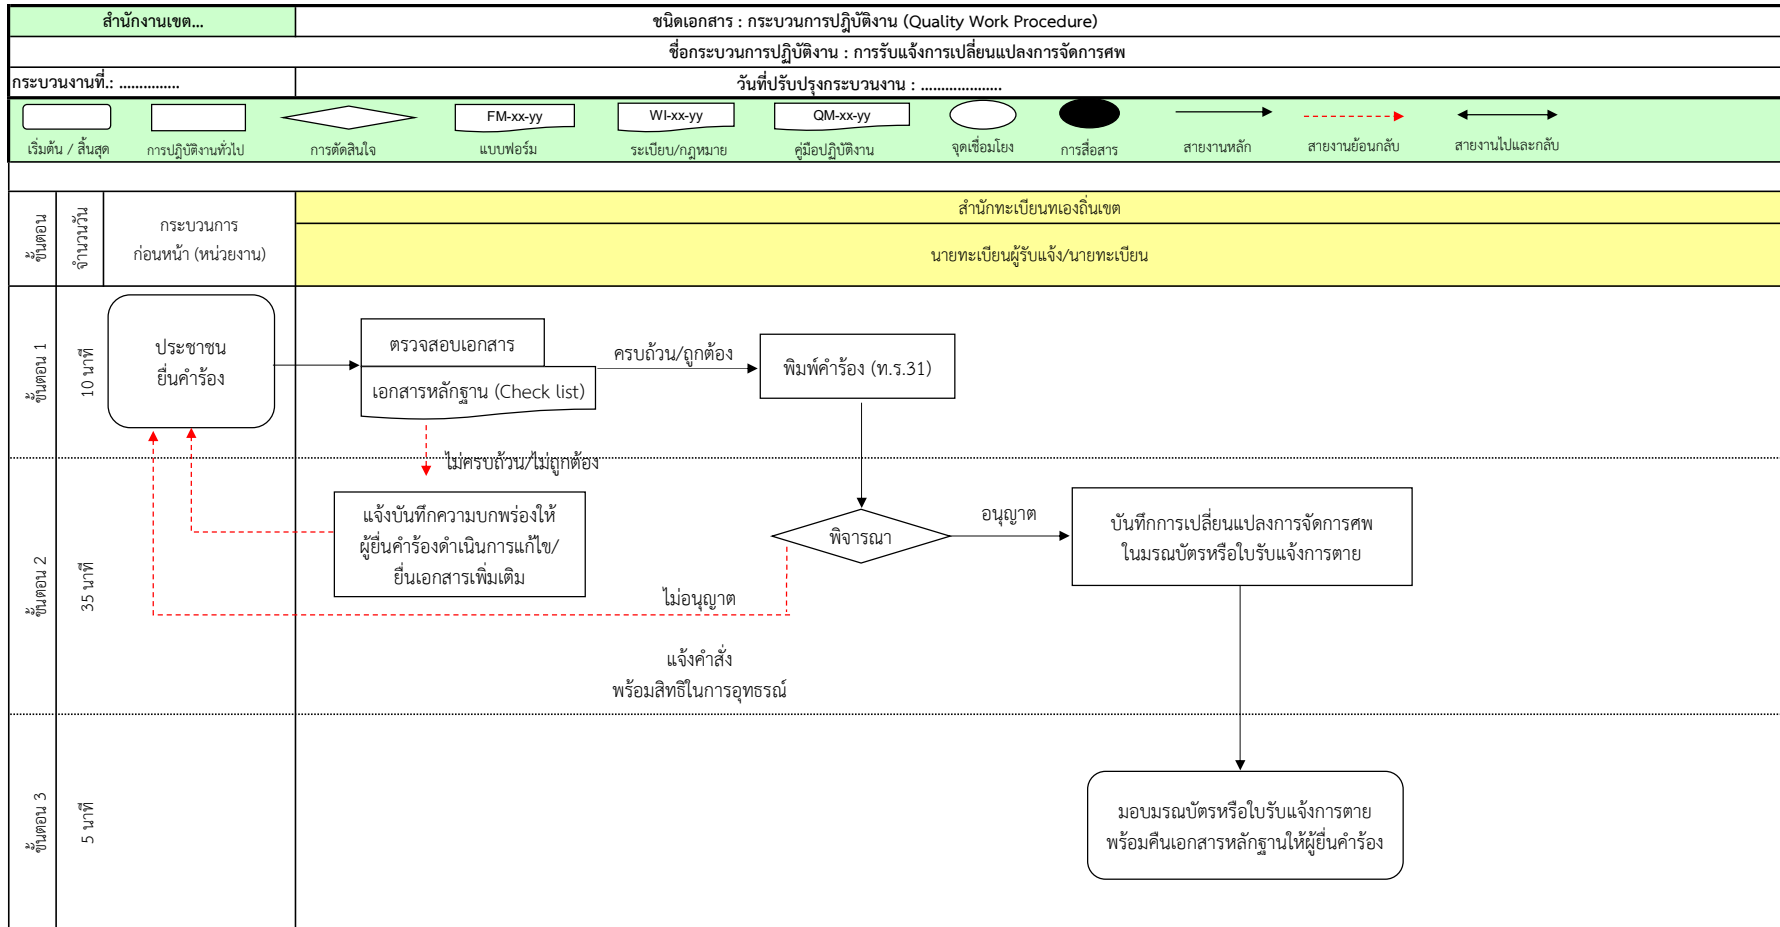 สำนักงานเขต...
ชนิดเอกสาร : กระบวนการปฎิบัติงาน (Quality Work Procedure)
ชื่อกระบวนการปฏิบัติงาน : การรับแจ้งการเปลี่ยนแปลงการจัดการศพ
กระบวนงานที่.: ...............
วันที่ปรับปรุงกระบวนงาน : ....................
FM-xx-yy
WI-xx-yy
QM-xx-yy
เริ่มต้น / สิ้นสุด
การปฏิบัติงานทั่วไป
การตัดสินใจ
แบบฟอร์ม
ระเบียบ/กฎหมาย
คู่มือปฏิบัติงาน
จุดเชื่อมโยง
การสื่อสาร
สายงานหลัก
สายงานย้อนกลับ
สายงานไปและกลับ
ขั้นตอน
จำนวนวัน
กระบวนการ
ก่อนหน้า (หน่วยงาน)
สำนักทะเบียนทเองถิ่นเขต
นายทะเบียนผู้รับแจ้ง/นายทะเบียน
ขั้นตอน 1
10 นาที
ประชาชน
ยื่นคำร้อง
ตรวจสอบเอกสาร
เอกสารหลักฐาน (Check list)
ครบถ้วน/ถูกต้อง
พิมพ์คำร้อง (ท.ร.31)
ไม่ครบถ้วน/ไม่ถูกต้อง
ขั้นตอน 2
35 นาที
แจ้งบันทึกความบกพร่องให้
ผู้ยื่นคำร้องดำเนินการแก้ไข/
ยื่นเอกสารเพิ่มเติม
พิจารณา
อนุญาต
บันทึกการเปลี่ยนแปลงการจัดการศพ
ในมรณบัตรหรือใบรับแจ้งการตาย
ไม่อนุญาต
แจ้งคำสั่ง
พร้อมสิทธิในการอุทธรณ์
ขั้นตอน 3
5 นาที
มอบมรณบัตรหรือใบรับแจ้งการตาย
พร้อมคืนเอกสารหลักฐานให้ผู้ยื่นคำร้อง